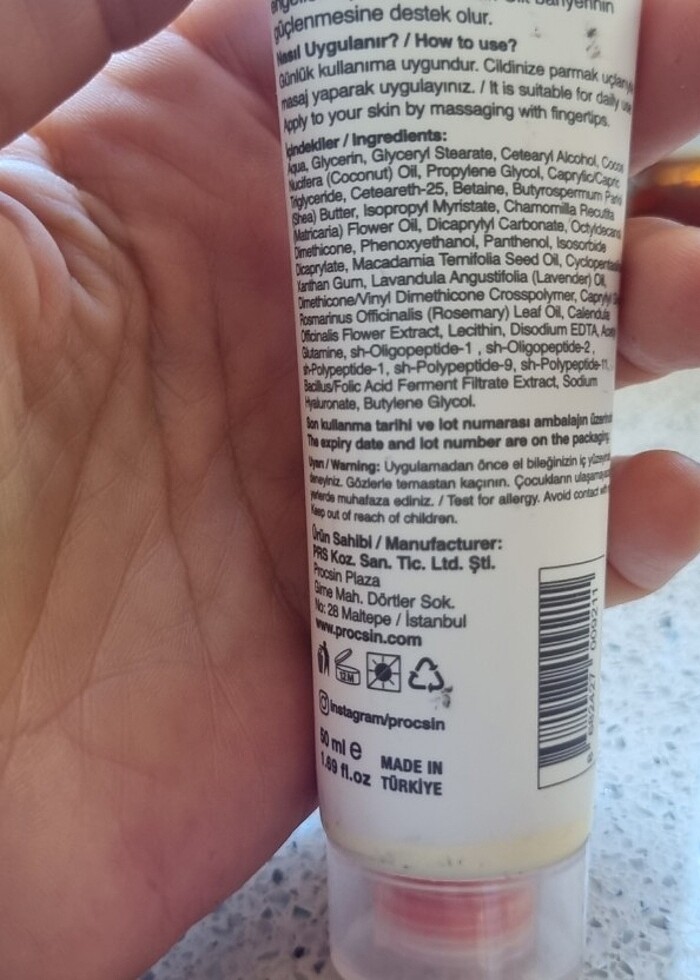 güçlenmesine destek olur.
Nasıl Uygulanır? / How to use?
Günlük kullanıma uygundur. Cildinize parmak uçlarıyla
masaj yaparak uygulayınız. / It is suitable for daily use
Apply to your skin by massaging with fingertips.
İçindekiler / Ingredients:
Aqua, Glycerin, Glyceryl Stearate, Cetearyl Alcohol, Cocos
Nucifera (Coconut) Oil, Propylene Glycol, Caprylic/Capric
Triglyceride, Ceteareth-25, Betaine, Butyrospermum Parkii
(Shea) Butter, Isopropyl Myristate, Chamomilla Recutita
(Matricaria) Flower Oil, Dicaprylyl Carbonate, Octyldecanol
Dimethicone, Phenoxyethanol, Panthenol, Isosorbide
Dicaprylate, Macadamia Ternifolia Seed Oil,
Xanthan Gum, Lavandula Angustifolia (Lavender) Oil,
Dimethicone/Vinyl Dimethicone Crosspolymer,
Rosmarinus Officinalis (Rosemary) Leaf Oil, Calendula
Officinalis Flower Extract, Lecithin, Disodium EDTA,
Glutamine, sh-Oligopeptide-1 , sh-Oligopeptide-2 ,
sh-Polypeptide-1, sh-Polypeptide-9, sh-Polypeptide-11,
Bacillus/Folic Acid Ferment Filtrate Extract, Sodium
Hyaluronate, Butylene Glycol.
Son kullanma tarihi ve lot numarası ambalajın
The expiry date and lot number are on the packaging
Uyarı / Warning: Uygulamadan önce el bileğinizin iç
deneyiniz. Gözlerle temastan kaçının. Çocukların
yerlerde muhafaza ediniz. / Test for allergy. Avoid contact
Keep out of reach of children.
Ürün Sahibi / Manufacturer:
PRS Koz. San. Tic. Ltd. Şti.
Procsin Plaza
Girne Mah. Dörtler Sok.
No: 28 Maltepe / İstanbul
www.procsin.com
12M
instagram/procsin
50 ml e
1.69 fl.oz
MADE IN
TÜRKİYE